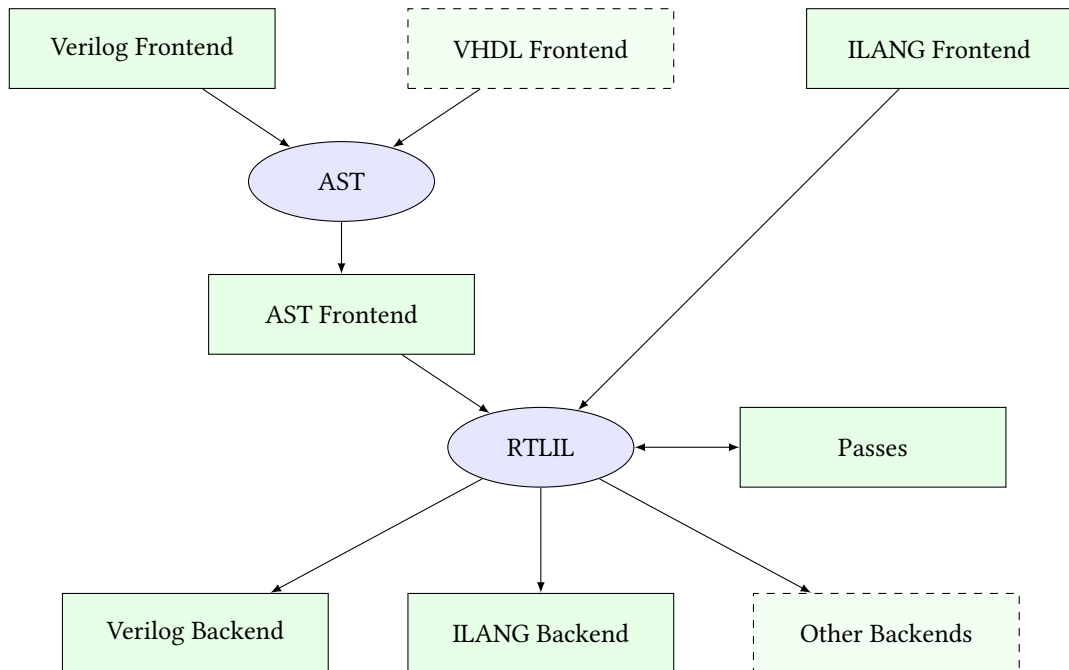 Verilog Frontend
VHDL Frontend
ILANG Frontend
AST
AST Frontend
RTLIL
Passes
Verilog Backend
ILANG Backend
Other Backends